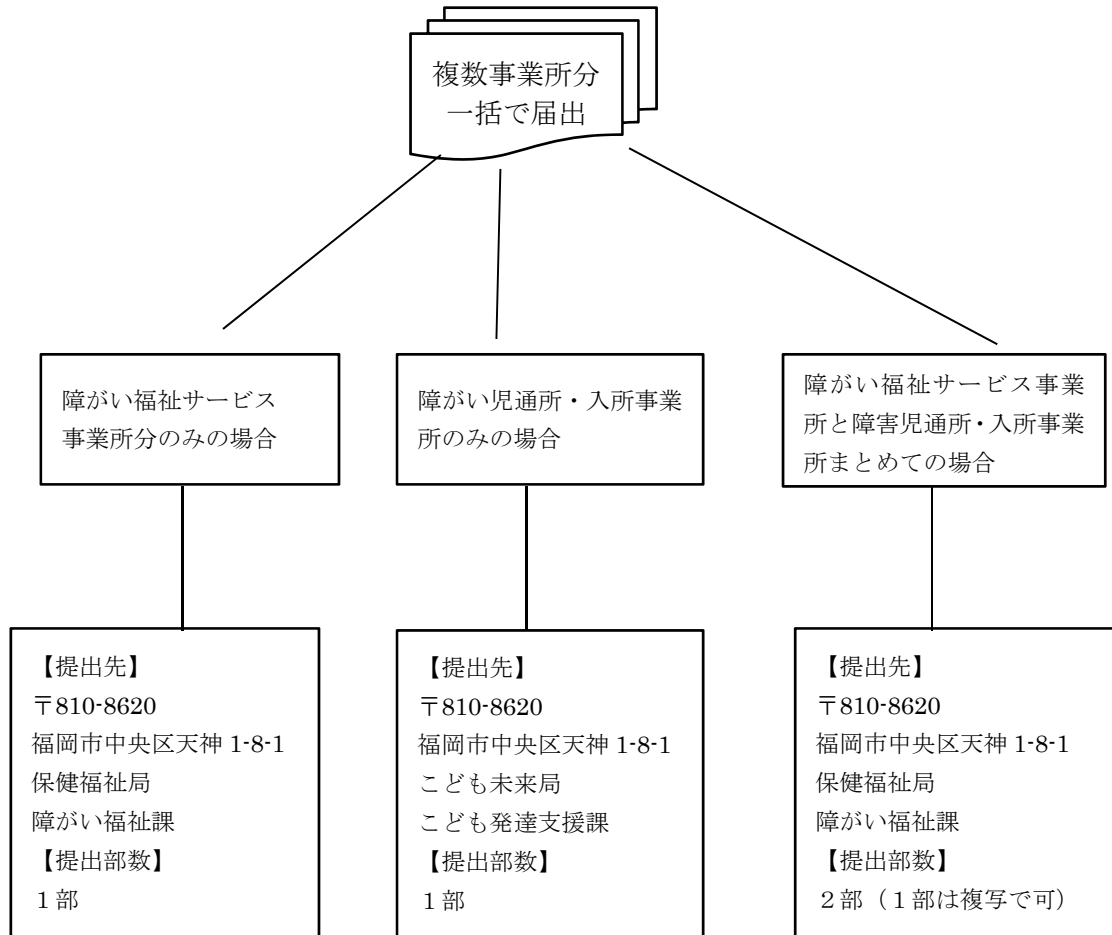 複数事業所分
一括で届出
障がい福祉サービス
事業所分のみの場合
障がい児通所・入所事業
所のみの場合
障がい福祉サービス事業
所と障害児通所・入所事業
所まとめての場合
【提出先】
〒810-8620
福岡市中央区天神 1-8-1
保健福祉局
障がい福祉課
【提出部数】
１部
【提出先】
〒810-8620
福岡市中央区天神 1-8-1
こども未来局
こども発達支援課
【提出部数】
１部
【提出先】
〒810-8620
福岡市中央区天神 1-8-1
保健福祉局
障がい福祉課
【提出部数】
２部（１部は複写で可）